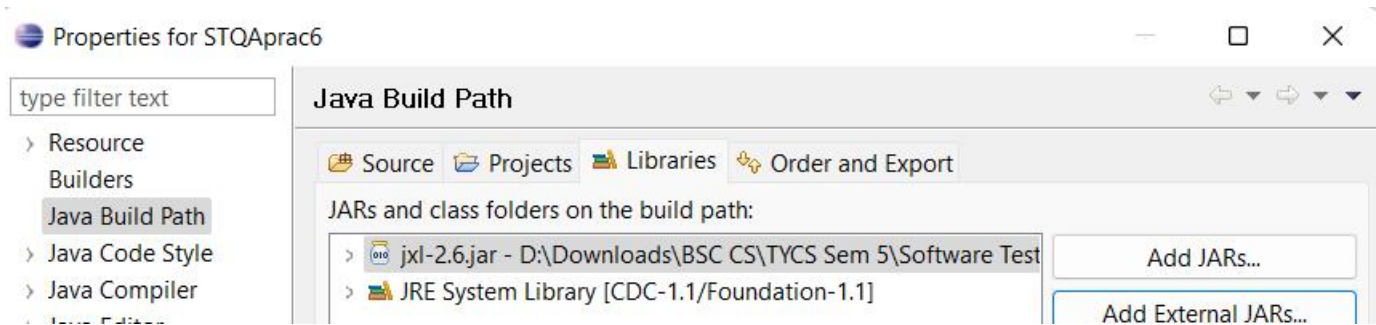 Properties for STQAprac6
type filter text
Resource
Builders
Java Build Path
Java Code Style
Java Compiler
Java Editor
Java Build Path
Source Projects Libraries Order and Export
JARs and class folders on the build path:
jxl-2.6.jar - D:\Downloads\BSC CS\TYCS Sem 5\Software Test
JRE System Library [CDC-1.1/Foundation-1.1]
Add JARs...
Add External JARs...